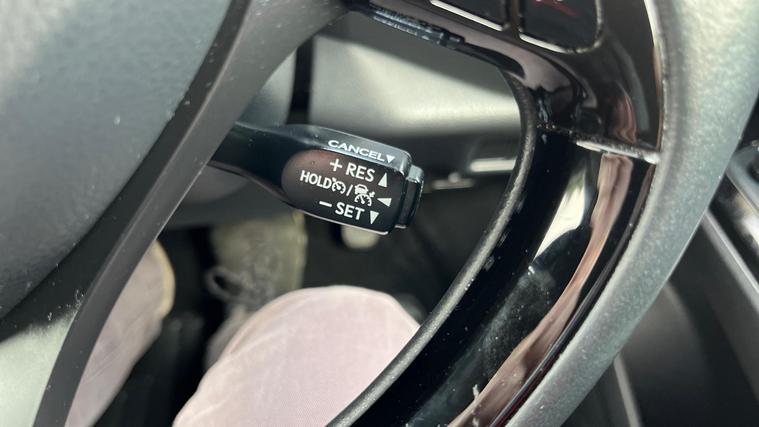 CANCEL▼
+ RES ▲
HOLD /
− SET ▼